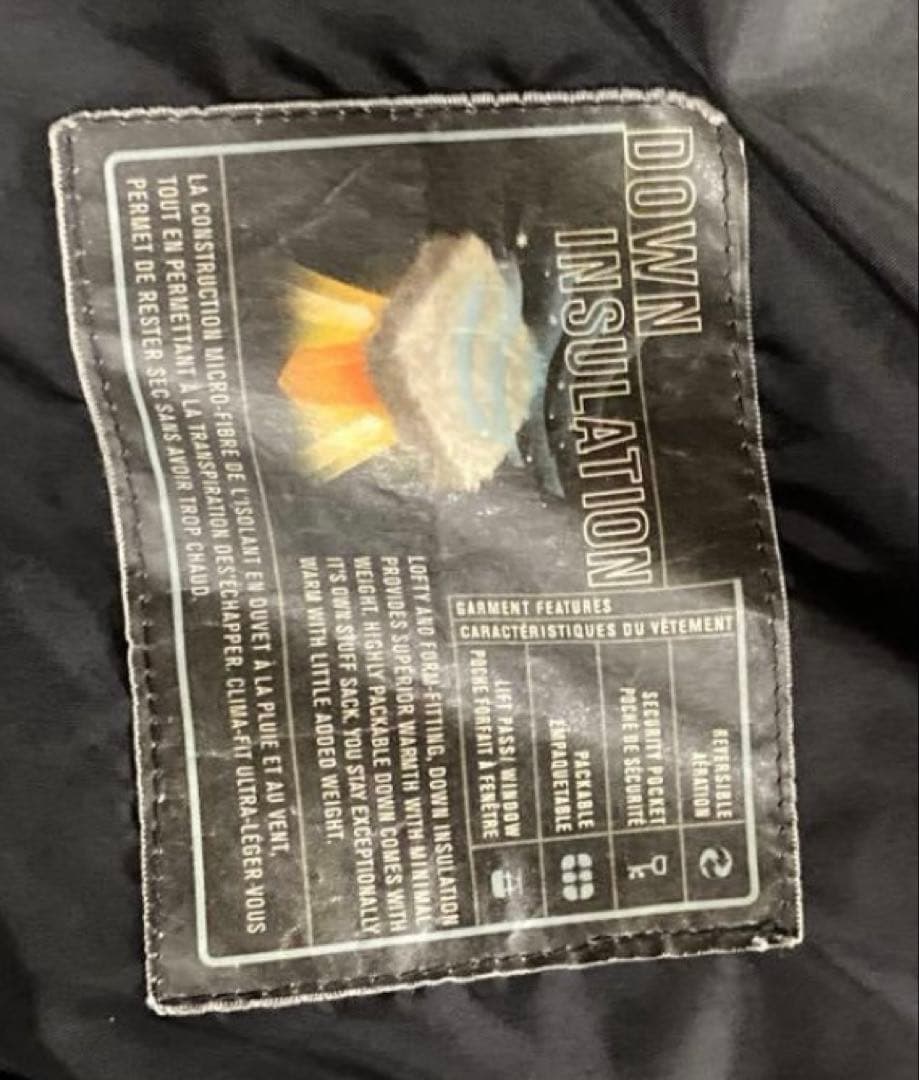 DOWN
INSULATION
GARMENT FEATURES
CARACTÉRISTIQUES DU VÊTEMENT
REVERSIBLE
AÉRATION
SECURITY POCKET
POCHE DE SÉCURITÉ
PACKABLE
EMPAQUETABLE
LIFT PASS/ WINDOW
POCHE FORFAIT À FENÊTRE
LOFTY AND FORM-FITTING, DOWN INSULATION
PROVIDES SUPERIOR WARMTH WITH MINIMAL
WEIGHT. HIGHLY PACKABLE DOWN COMES WITH
IT'S OWN STUFF SACK. YOU STAY EXCEPTIONALLY
WARM WITH LITTLE ADDED WEIGHT.
LA CONSTRUCTION MICRO-FIBRE DE L'ISOLANT EN DUVET À LA PLUIE ET AU VENT,
TOUT EN PERMETTANT À LA TRANSPIRATION DES'ÉCHAPPER. CLIMA-FIT ULTRA-LÉGER VOUS
PERMET DE RESTER SEC SANS AVOIR TROP CHAUD.